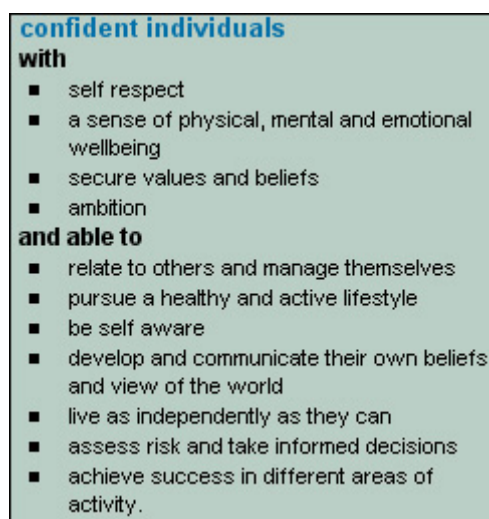 confident individuals
with
▪ self respect
▪ a sense of physical, mental and emotional
wellbeing
▪ secure values and beliefs
▪ ambition
and able to
▪ relate to others and manage themselves
▪ pursue a healthy and active lifestyle
▪ be self aware
▪ develop and communicate their own beliefs
and view of the world
▪ live as independently as they can
▪ assess risk and take informed decisions
▪ achieve success in different areas of
activity.